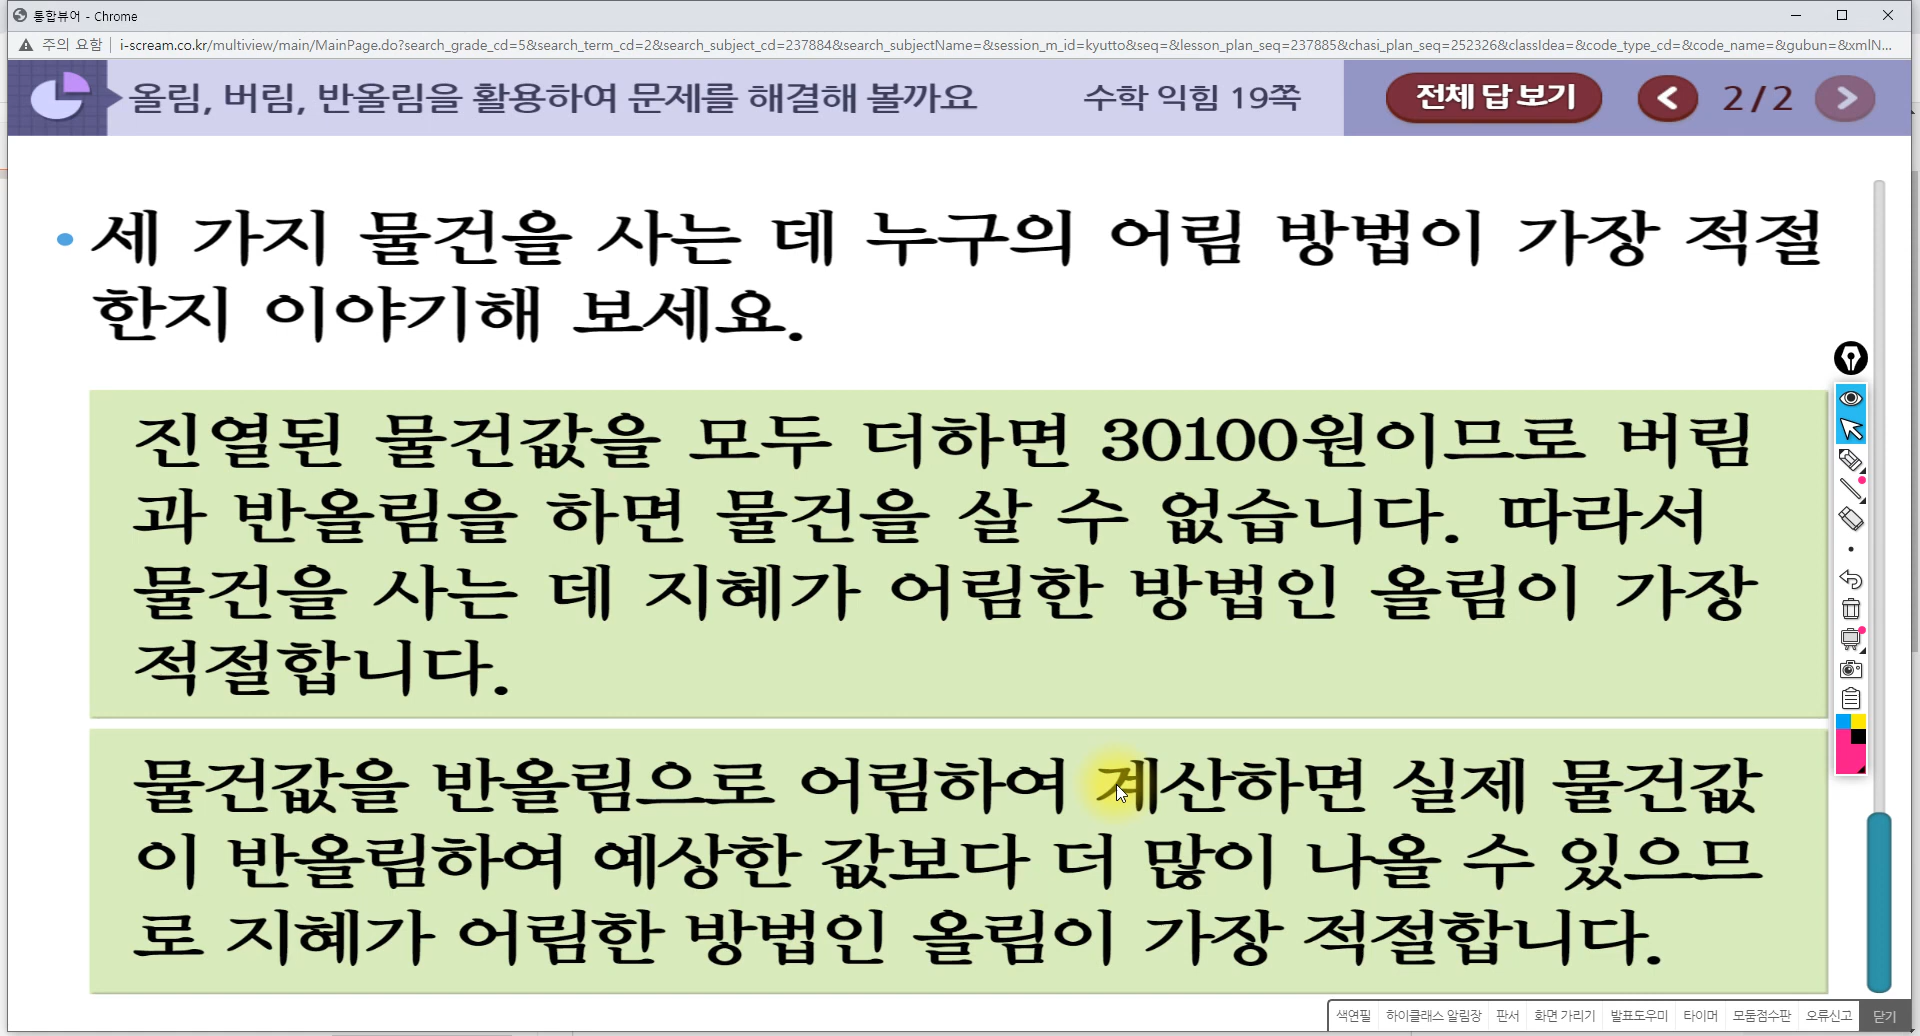 통합뷰어 - Chrome
주의 요함 | i-scream.co.kr/multiview/main/MainPage.do?search_grade_cd=5&search_term_cd=2&search_subject_cd=237884&search_subjectName=&session_m_id=kyutto&seq=&lesson_plan_seq=237885&chasi_plan_seq=252326&classIdea=&code_type_cd=&code_name=&gubun=&xmlN...
올림, 버림, 반올림을 활용하여 문제를 해결해 볼까요 수학 익힘 19쪽 전체 답 보기 2/2
• 세 가지 물건을 사는 데 누구의 어림 방법이 가장 적절
한지 이야기해 보세요.
진열된 물건값을 모두 더하면 30100원이므로 버림
과 반올림을 하면 물건을 살 수 없습니다. 따라서
물건을 사는 데 지혜가 어림한 방법인 올림이 가장
적절합니다.
물건값을 반올림으로 어림하여 계산하면 실제 물건값
이 반올림하여 예상한 값보다 더 많이 나올 수 있으므
로 지혜가 어림한 방법인 올림이 가장 적절합니다.
색연필 하이클래스 알림장 판서 화면 가리기 발표도우미 타이머 모둠점수판 오류신고 닫기